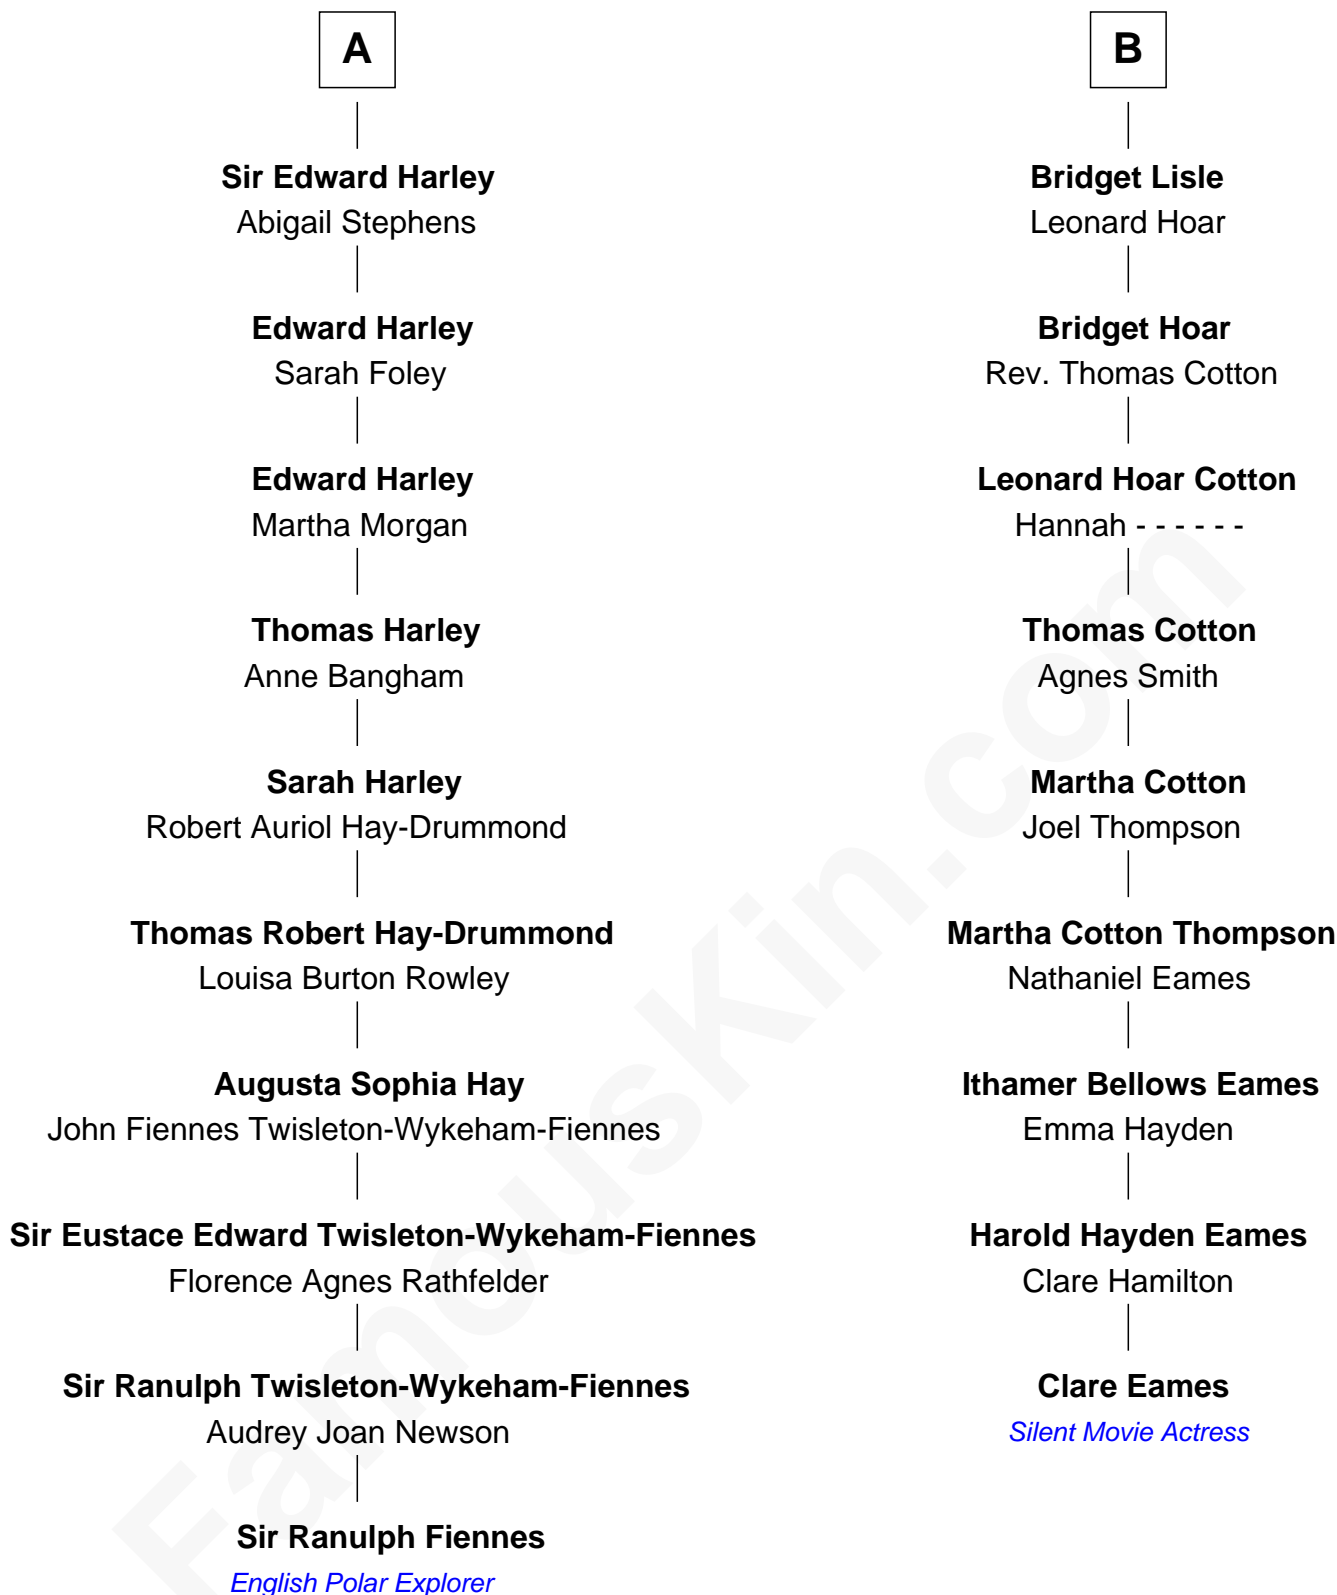 A
Sir Edward Harley
Abigail Stephens
Edward Harley
Sarah Foley
Edward Harley
Martha Morgan
Thomas Harley
Anne Bangham
Sarah Harley
Robert Auriol Hay-Drummond
Thomas Robert Hay-Drummond
Louisa Burton Rowley
Augusta Sophia Hay
John Fiennes Twisleton-Wykeham-Fiennes
Sir Eustace Edward Twisleton-Wykeham-Fiennes
Florence Agnes Rathfelder
Sir Ranulph Twisleton-Wykeham-Fiennes
Audrey Joan Newson
Sir Ranulph Fiennes
English Polar Explorer
B
Bridget Lisle
Leonard Hoar
Bridget Hoar
Rev. Thomas Cotton
Leonard Hoar Cotton
Hannah - - - - - -
Thomas Cotton
Agnes Smith
Martha Cotton
Joel Thompson
Martha Cotton Thompson
Nathaniel Eames
Ithamer Bellows Eames
Emma Hayden
Harold Hayden Eames
Clare Hamilton
Clare Eames
Silent Movie Actress
FamousKin.com